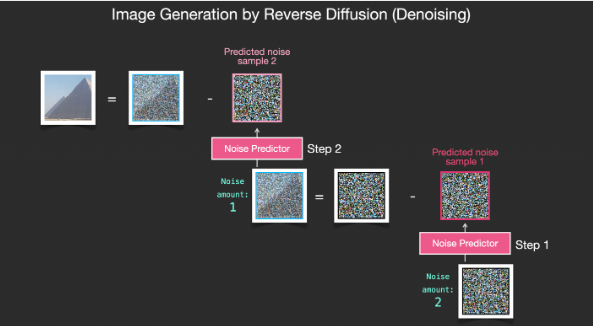 Image Generation by Reverse Diffusion (Denoising)
Predicted noise
sample 2
=
-
Noise Predictor
Step 2
Noise
amount:
1
=
-
Predicted noise
sample 1
Noise Predictor
Step 1
Noise
amount:
2